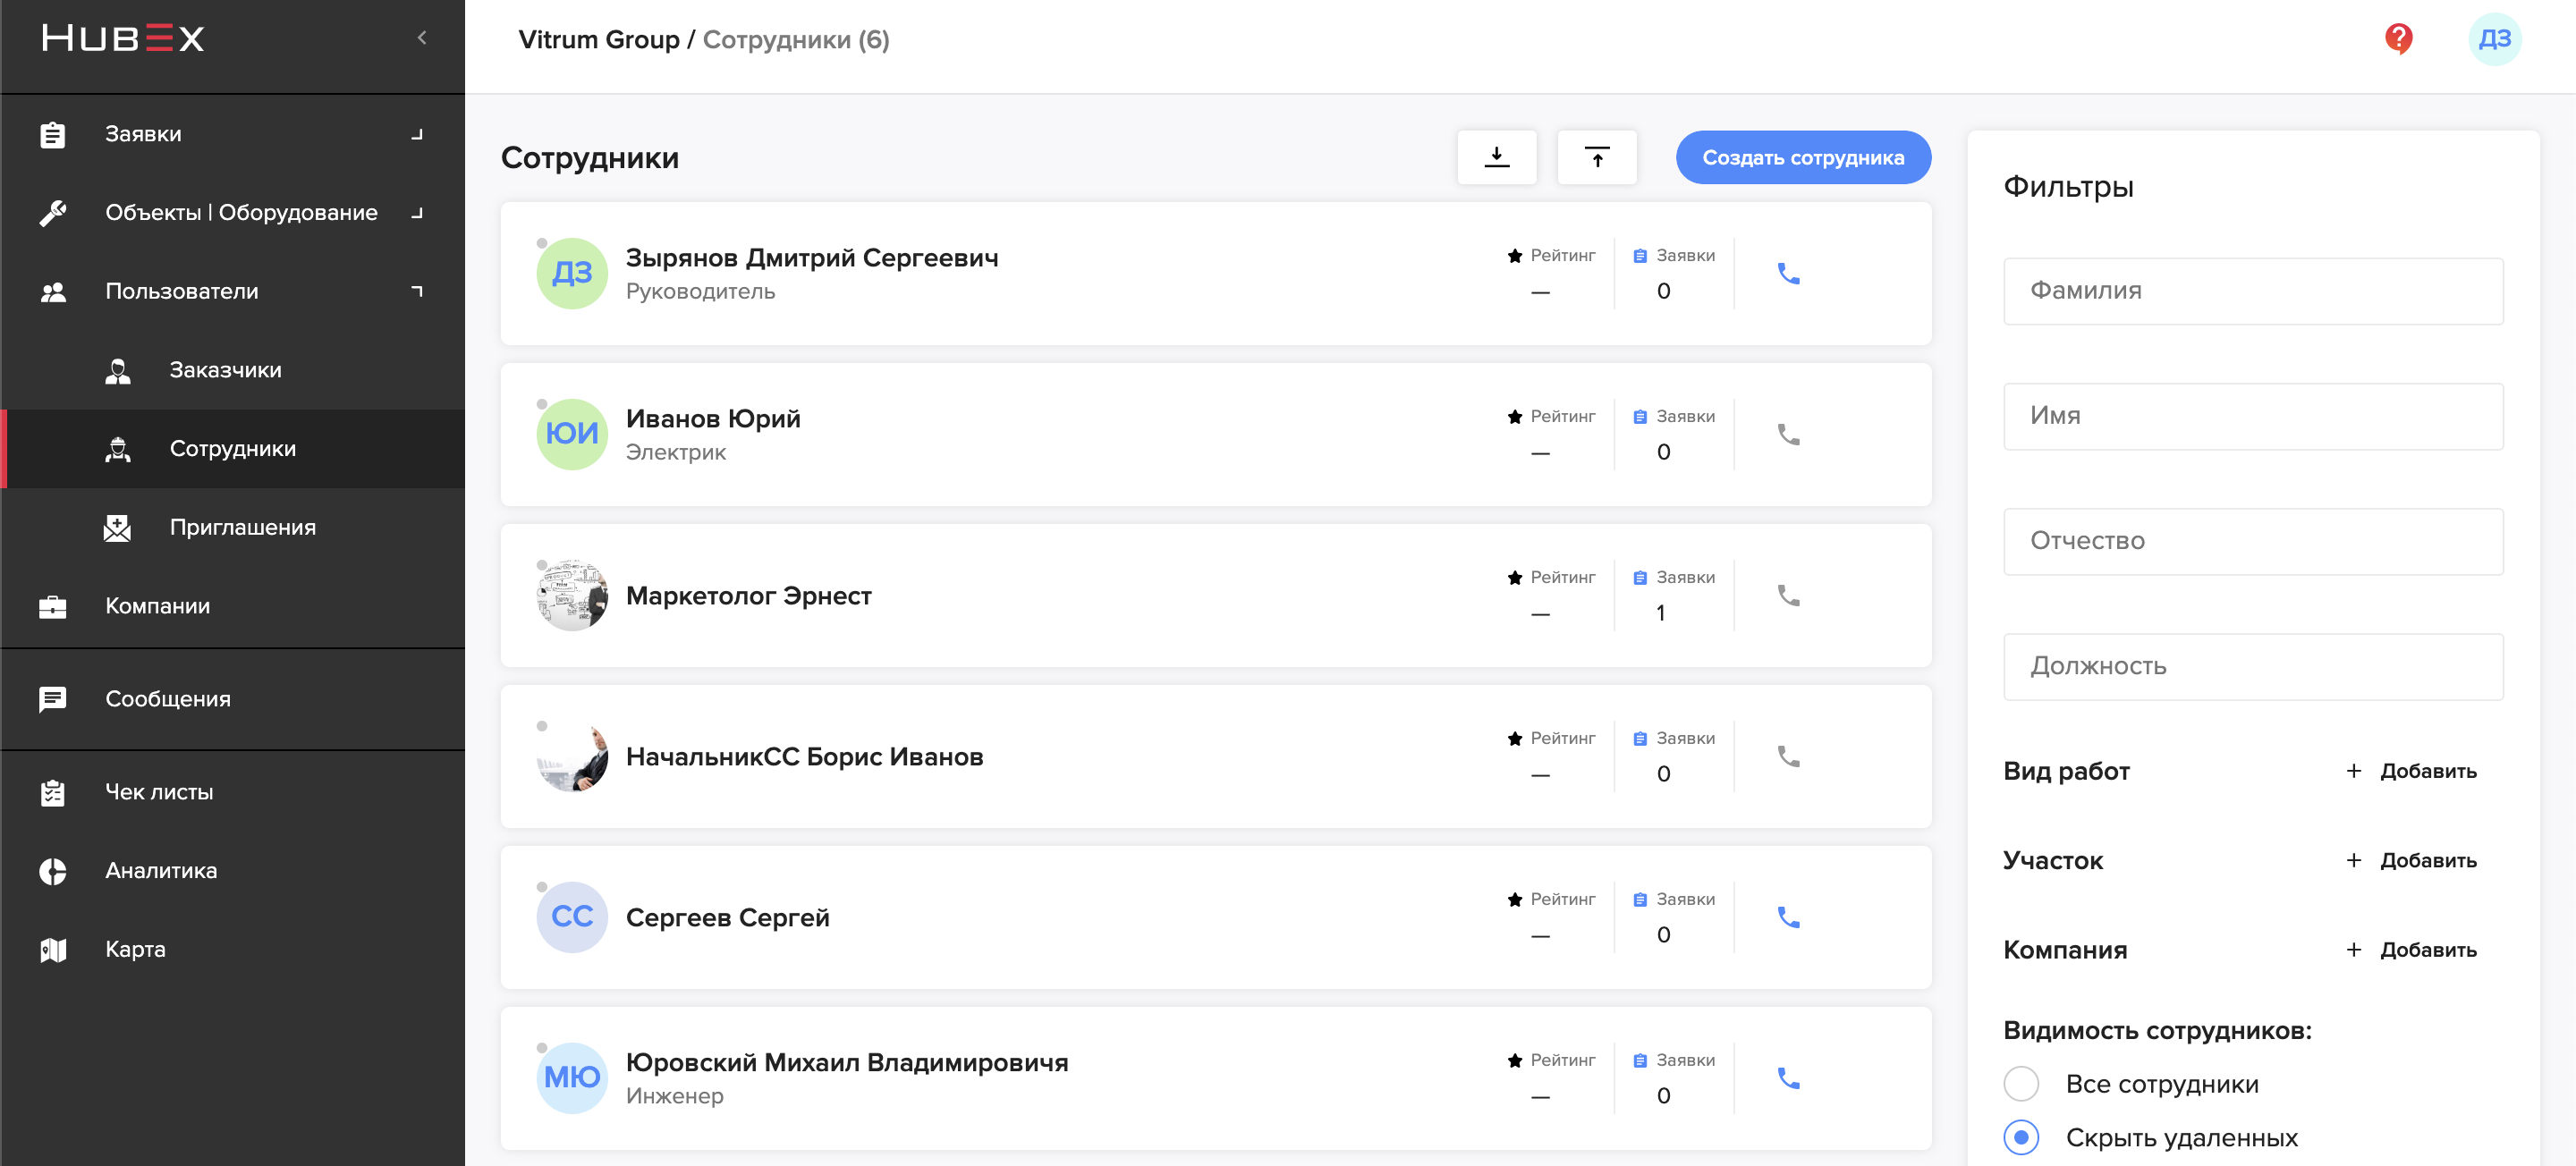 HUBEX
Vitrum Group / Сотрудники (6)
ДЗ
Заявки
Объекты | Оборудование
Пользователи
Заказчики
Сотрудники
Приглашения
Компании
Сообщения
Чек листы
Аналитика
Карта
Сотрудники
Создать сотрудника
ДЗ
Зырянов Дмитрий Сергеевич
Руководитель
Рейтинг
—
Заявки
0
ЮИ
Иванов Юрий
Электрик
Рейтинг
—
Заявки
0
Маркетолог Эрнест
Рейтинг
—
Заявки
1
НачальникСС Борис Иванов
Рейтинг
—
Заявки
0
СС
Сергеев Сергей
Рейтинг
—
Заявки
0
МЮ
Юровский Михаил Владимировичя
Инженер
Рейтинг
—
Заявки
0
Фильтры
Фамилия
Имя
Отчество
Должность
Вид работ + Добавить
Участок + Добавить
Компания + Добавить
Видимость сотрудников:
Все сотрудники
Скрыть удаленных